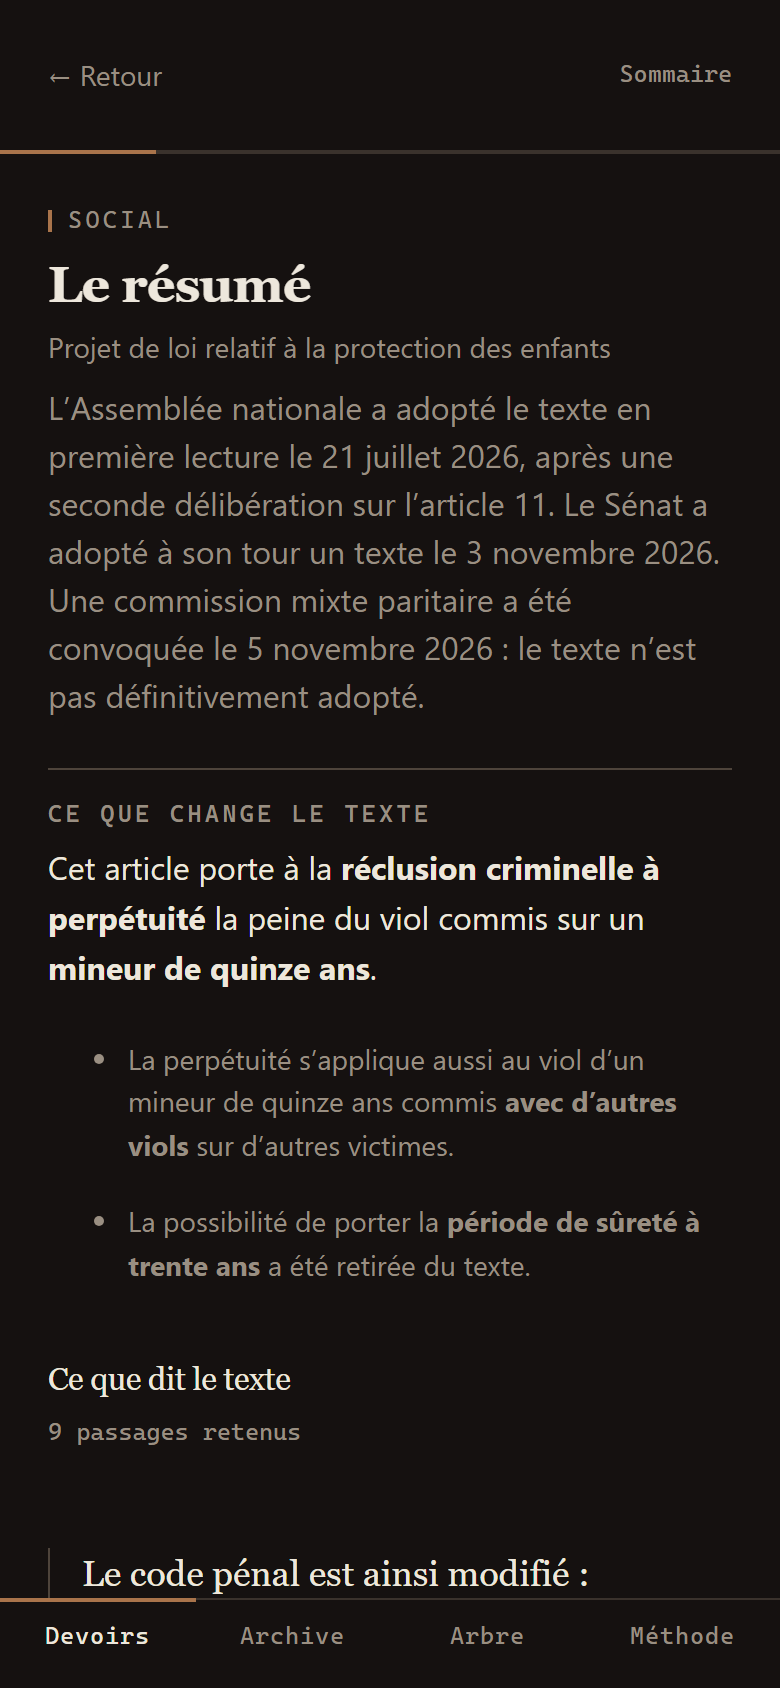 ← Retour
Sommaire
SOCIAL
Le résumé
Projet de loi relatif à la protection des enfants
L’Assemblée nationale a adopté le texte en
première lecture le 21 juillet 2026, après une
seconde délibération sur l’article 11. Le Sénat a
adopté à son tour un texte le 3 novembre 2026.
Une commission mixte paritaire a été
convoquée le 5 novembre 2026 : le texte n’est
pas définitivement adopté.
CE QUE CHANGE LE TEXTE
Cet article porte à la réclusion criminelle à
perpétuité la peine du viol commis sur un
mineur de quinze ans.
• La perpétuité s’applique aussi au viol d’un
mineur de quinze ans commis avec d’autres
viols sur d’autres victimes.
• La possibilité de porter la période de sûreté à
trente ans a été retirée du texte.
Ce que dit le texte
9 passages retenus
Le code pénal est ainsi modifié :
Devoirs
Archive
Arbre
Méthode